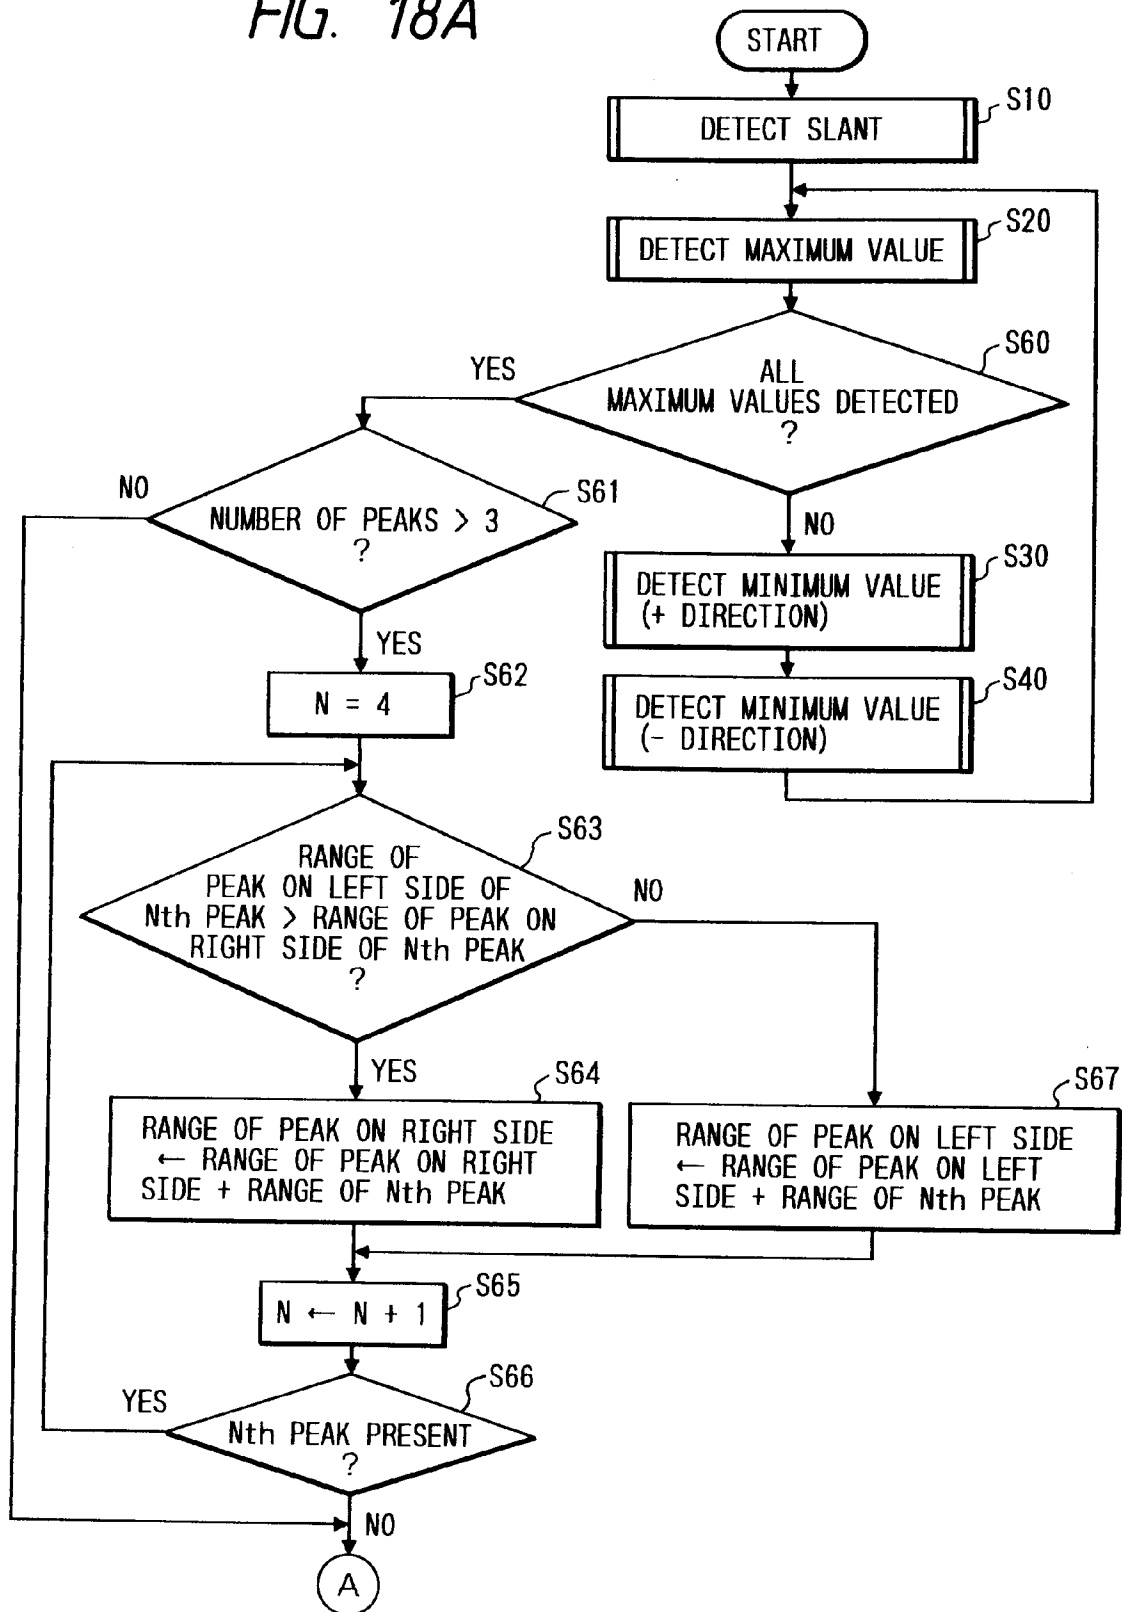 FIG. 18A
START
DETECT SLANT
S10
DETECT MAXIMUM VALUE
S20
ALL
MAXIMUM VALUES DETECTED
?
S60
YES
NO
NUMBER OF PEAKS > 3
?
S61
NO
YES
DETECT MINIMUM VALUE
(+ DIRECTION)
S30
N = 4
S62
DETECT MINIMUM VALUE
(- DIRECTION)
S40
RANGE OF
PEAK ON LEFT SIDE OF
Nth PEAK > RANGE OF PEAK ON
RIGHT SIDE OF Nth PEAK
?
S63
NO
YES
RANGE OF PEAK ON RIGHT SIDE
← RANGE OF PEAK ON RIGHT
SIDE + RANGE OF Nth PEAK
S64
RANGE OF PEAK ON LEFT SIDE
← RANGE OF PEAK ON LEFT
SIDE + RANGE OF Nth PEAK
S67
N ← N + 1
S65
Nth PEAK PRESENT
?
S66
YES
NO
A